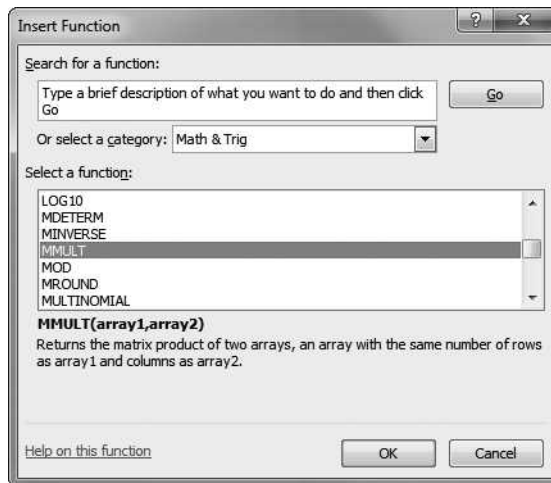 Insert Function
? X
Search for a function:
Type a brief description of what you want to do and then click
Go
Go
Or select a category: Math & Trig
Select a function:
LOG10
MDETERM
MINVERSE
MMULT
MOD
MROUND
MULTINOMIAL
MMULT(array1,array2)
Returns the matrix product of two arrays, an array with the same number of rows
as array1 and columns as array2.
Help on this function
OK Cancel